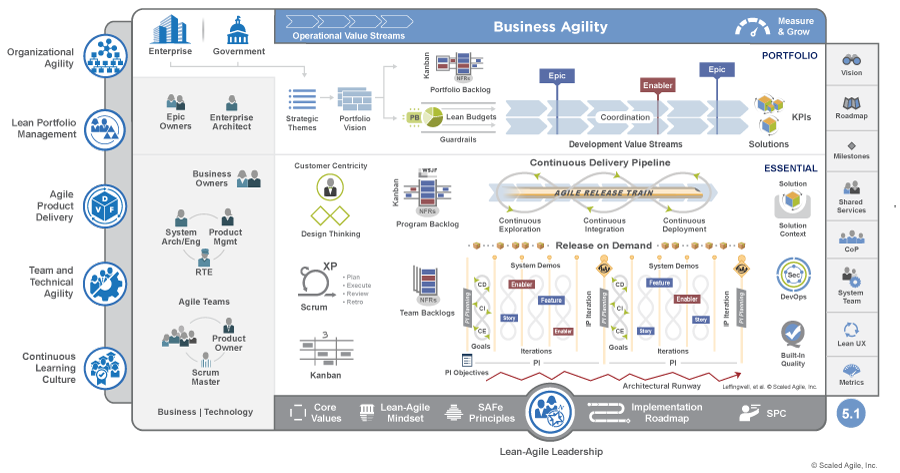 Organizational
Agility
Lean Portfolio
Management
Agile
Product
Delivery
D
V
F
Team and
Technical
Agility
Continuous
Learning
Culture
Enterprise
Government
Operational Value Streams
Business Agility
Measure
& Grow
PORTFOLIO
Epic
Owners
Enterprise
Architect
Strategic
Themes
Portfolio
Vision
Kanban
NFRs
Portfolio Backlog
PB
Lean Budgets
Guardrails
Epic
Enabler
Epic
Coordination
Development Value Streams
KPIs
Solutions
ESSENTIAL
Business
Owners
System
Arch/Eng
Product
Mgmt
RTE
Agile Teams
Product
Owner
Scrum
Master
Business | Technology
Customer Centricity
Design Thinking
XP
• Plan
• Execute
• Review
• Retro
Scrum
3
Kanban
Kanban
WSJF
NFRs
Program Backlog
NFRs
Team Backlogs
Continuous Delivery Pipeline
AGILE RELEASE TRAIN
Continuous
Exploration
Continuous
Integration
Continuous
Deployment
Release on Demand
System Demos
System Demos
PI Planning
CD
CI
CE
Goals
Enabler
Feature
Story
Enabler
Iterations
IP Iteration
PI Planning
CD
CI
CE
Goals
Feature
Enabler
Story
Story
Iterations
IP Iteration
PI Planning
PI
PI
PI Objectives
Architectural Runway
Leffingwell, et al. © Scaled Agile, Inc.
Solution
Solution
Context
Sec
DevOps
Built-In
Quality
Vision
Roadmap
Milestones
Shared
Services
CoP
System
Team
Lean UX
Metrics
Core
Values
Lean-Agile
Mindset
SAFe
Principles
Implementation
Roadmap
SPC
5.1
Lean-Agile Leadership
© Scaled Agile, Inc.